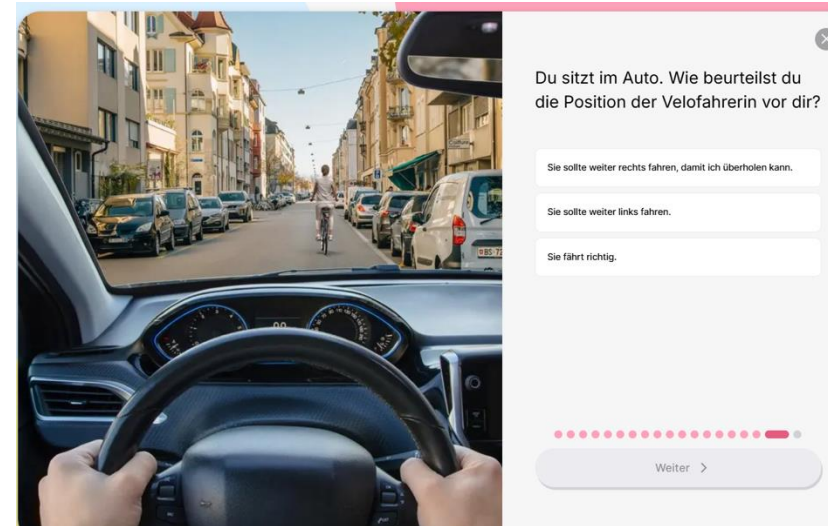 Du sitzt im Auto. Wie beurteilst du
die Position der Velofahrerin vor dir?
Sie sollte weiter rechts fahren, damit ich überholen kann.
Sie sollte weiter links fahren.
Sie fährt richtig.
Weiter